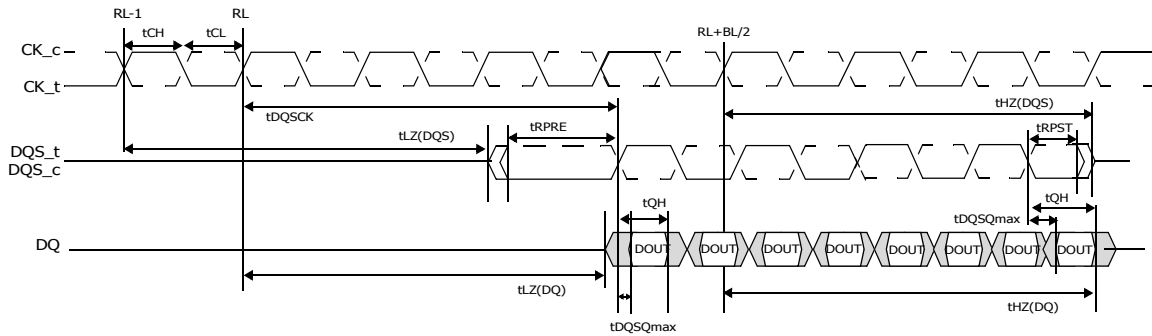 RL-1
RL
tCH
tCL
RL+BL/2
CK_c
CK_t
tDQSCK
tHZ(DQS)
tLZ(DQS)
tRPRE
tRPST
DQS_t
DQS_c
tQH
tQH
tDQSQmax
DQ
DOUT DOUT DOUT DOUT DOUT DOUT DOUT DOUT
tLZ(DQ)
tHZ(DQ)
tDQSQmax